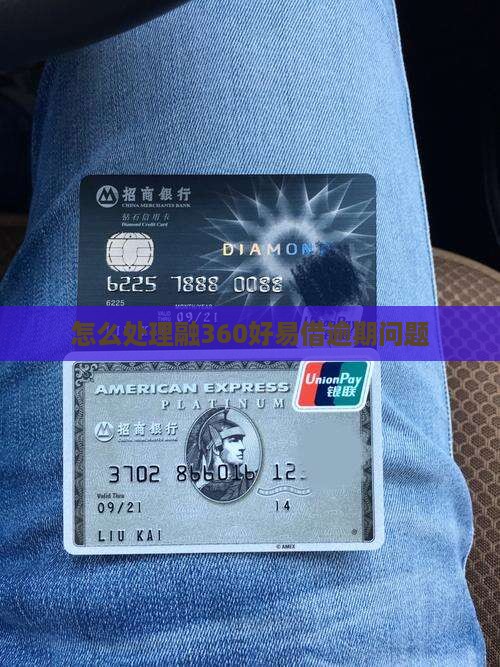 招商银行
CHINA MERCHANTS BANK
钻石信用卡
Diamond Credit Card
DIAMON
6225 7888 0088
6225
MONTH/YEAR
09/21
怎么处理融360好易借逾期问题
AMERICAN EXPRESS
PLATINUM
UnionPay
银联
招商银行
3702 866016 12
Valid Thru
09/21
14
LIU KAI
© AMEX